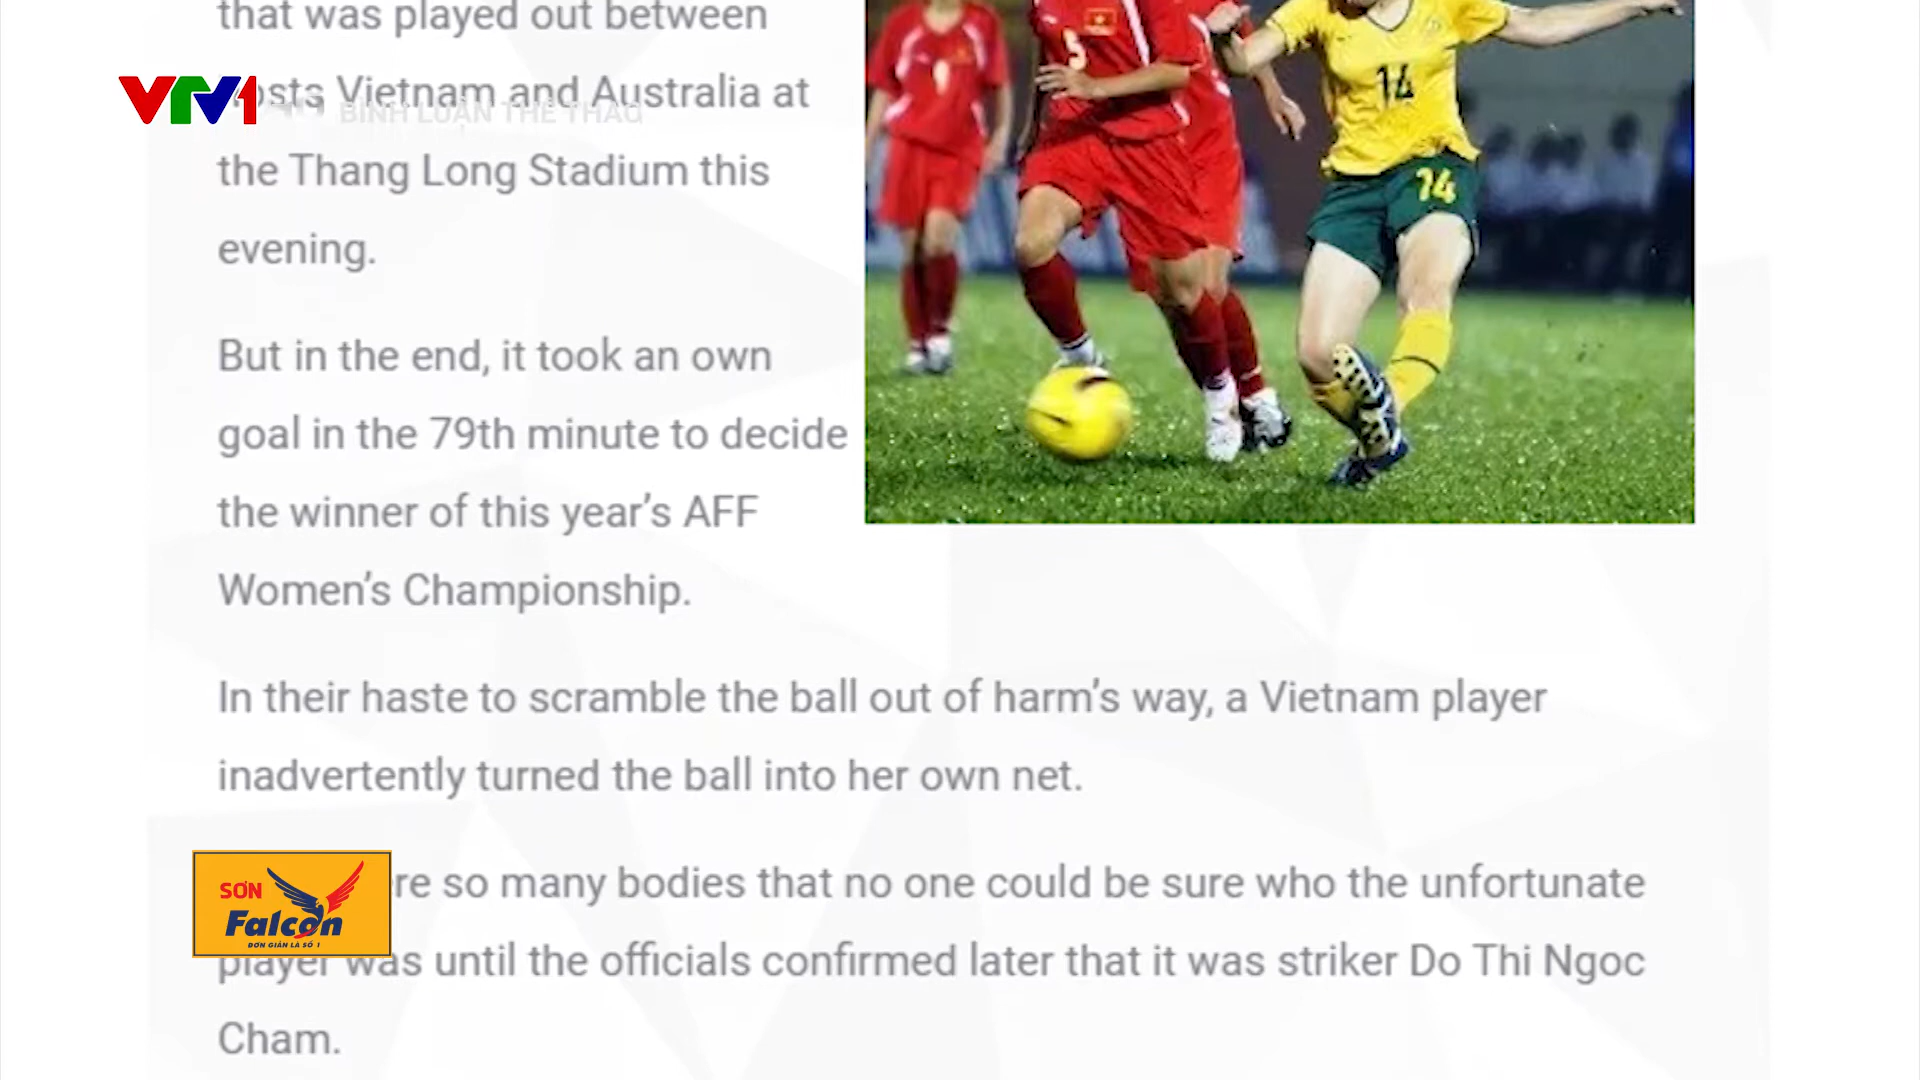 that was played out between
VTV1
osts Vietnam and Australia at
BÌNH LUẬN THỂ THAO
the Thang Long Stadium this
evening.
But in the end, it took an own
goal in the 79th minute to decide
the winner of this year's AFF
Women's Championship.
5
14
14
In their haste to scramble the ball out of harm's way, a Vietnam player
inadvertently turned the ball into her own net.
re so many bodies that no one could be sure who the unfortunate
player was until the officials confirmed later that it was striker Do Thi Ngoc
Cham.
SƠN
Falcon
ĐƠN GIẢN LÀ SỐ 1